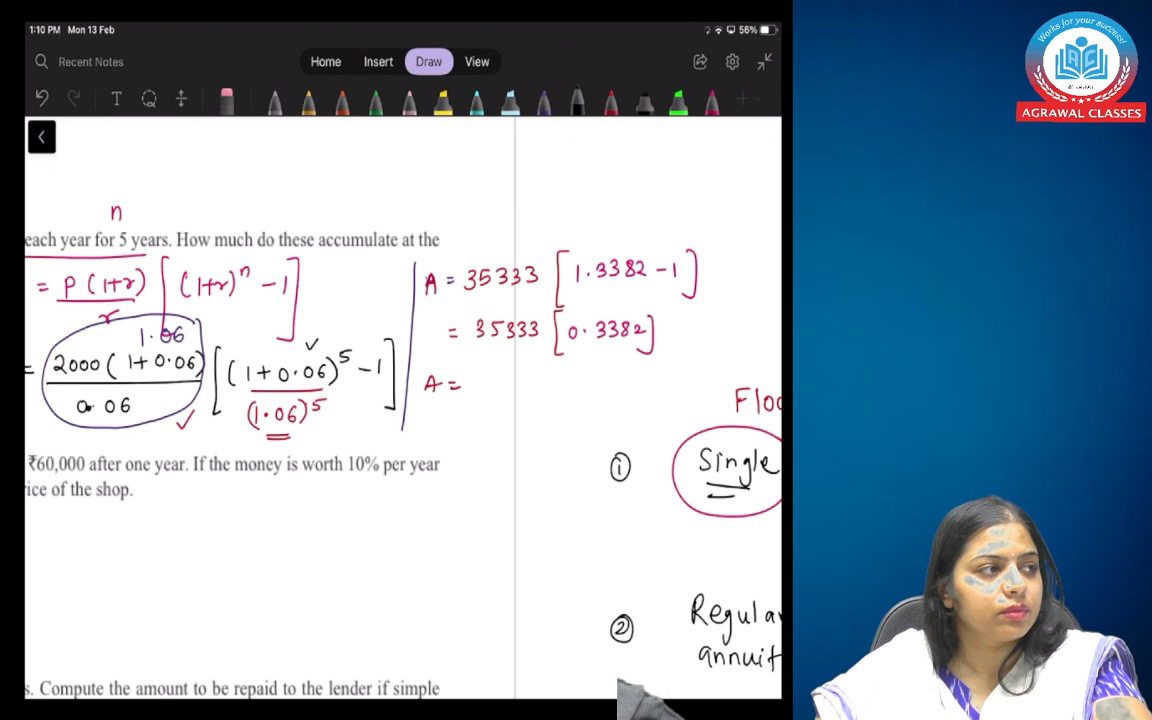 1:10 PM Mon 13 Feb
56%
Recent Notes
Home Insert Draw View
Works for your success!
AC
AGRAWAL CLASSES
n
each year for 5 years. How much do these accumulate at the
= P (1+r) / r [ (1+r)^n - 1 ]
1.06
= 2000 ( 1 + 0.06) / 0.06 [ ( 1 + 0.06)^5 - 1 ]
(1.06)^5
A = 35333 [ 1.3382 - 1 ]
= 35333 [ 0.3382 ]
A =
₹60,000 after one year. If the money is worth 10% per year
ice of the shop.
Floo
① Single
② Regula
annuit
s. Compute the amount to be repaid to the lender if simple